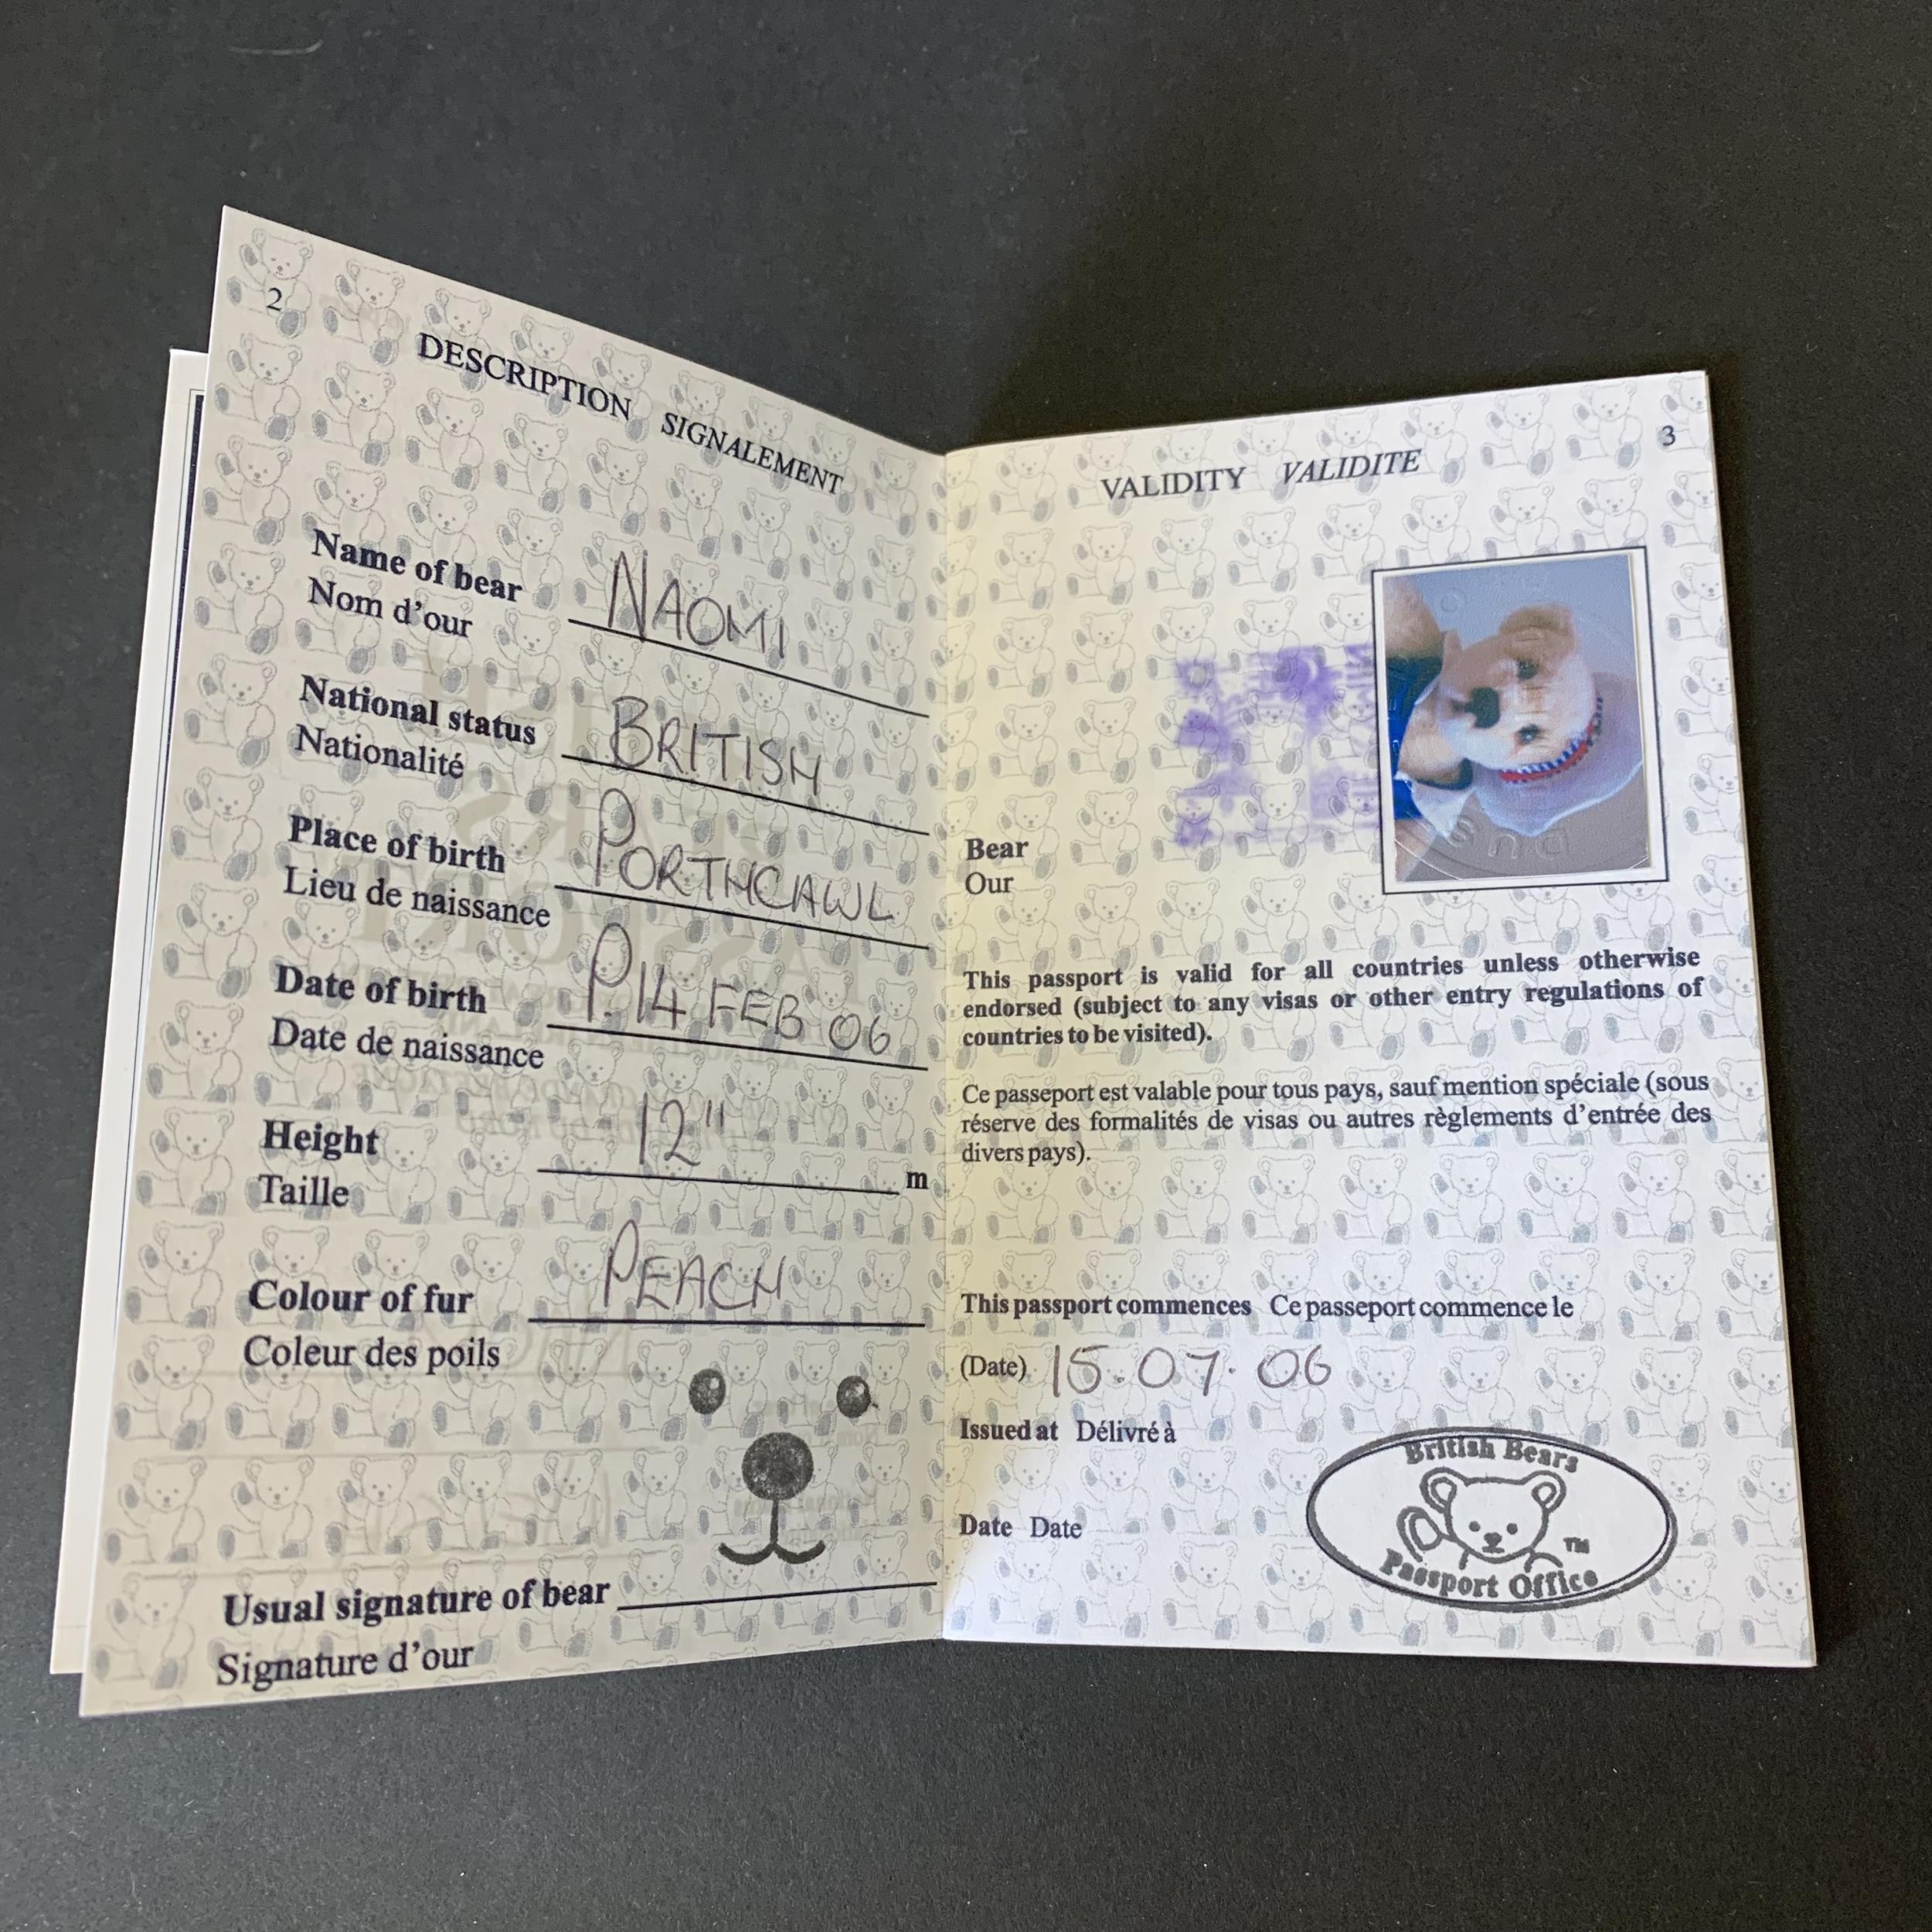 2
DESCRIPTION SIGNALEMENT
Name of bear NAOMI
Nom d'our
National status BRITISH
Nationalité
Place of birth PORTHCAWL
Lieu de naissance
Date of birth P.14 FEB 06
Date de naissance
Height 12" m
Taille
Colour of fur PEACH
Coleur des poils
Usual signature of bear
Signature d'our
3
VALIDITY VALIDITE
Bear
Our
This passport is valid for all countries unless otherwise
endorsed (subject to any visas or other entry regulations of
countries to be visited).
Ce passeport est valable pour tous pays, sauf mention spéciale (sous
réserve des formalités de visas ou autres règlements d'entrée des
divers pays).
This passport commences Ce passeport commence le
(Date) 15.07.06
Issued at Délivré à
Date Date
British Bears
TM
Passport Office